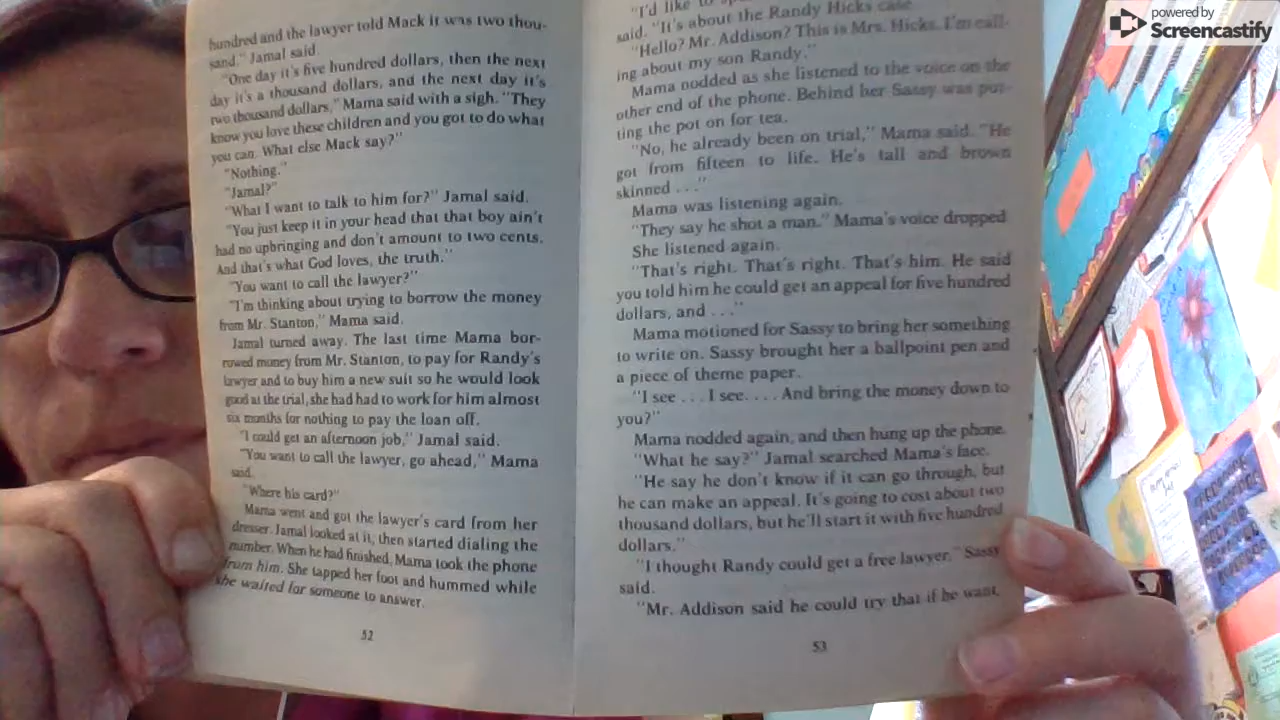 powered by
Screencastify
hundred and the lawyer told Mack it was two thou-
sand," Jamal said.
"One day it's five hundred dollars, then the next
day it's a thousand dollars, and the next day it's
two thousand dollars," Mama said with a sigh. "They
know you love these children and you got to do what
you can. What else Mack say?"
"Nothing."
"Jamal?"
"What I want to talk to him for?" Jamal said.
"You just keep it in your head that that boy ain't
had no upbringing and don't amount to two cents.
And that's what God loves, the truth."
"You want to call the lawyer?"
"I'm thinking about trying to borrow the money
from Mr. Stanton," Mama said.
Jamal turned away. The last time Mama bor-
rowed money from Mr. Stanton, to pay for Randy's
lawyer and to buy him a new suit so he would look
good at the trial, she had had to work for him almost
six months for nothing to pay the loan off.
"I could get an afternoon job," Jamal said.
"You want to call the lawyer, go ahead," Mama
said.
"Where his card?"
Mama went and got the lawyer's card from her
dresser. Jamal looked at it, then started dialing the
number. When he had finished, Mama took the phone
from him. She tapped her foot and hummed while
she waited for someone to answer.
52
"I'd like to
said. "It's about the Randy Hicks case
"Hello? Mr. Addison? This is Mrs. Hicks. I'm call-
ing about my son Randy."
Mama nodded as she listened to the voice on the
other end of the phone. Behind her Sassy was put-
ting the pot on for tea.
"No, he already been on trial," Mama said. "He
got from fifteen to life. He's tall and brown
skinned . . ."
Mama was listening again.
"They say he shot a man." Mama's voice dropped
She listened again.
"That's right. That's right. That's him. He said
you told him he could get an appeal for five hundred
dollars, and . . ."
Mama motioned for Sassy to bring her something
to write on. Sassy brought her a ballpoint pen and
a piece of theme paper.
"I see . . . I see. . . . And bring the money down to
you?"
Mama nodded again, and then hung up the phone.
"What he say?" Jamal searched Mama's face.
"He say he don't know if it can go through, but
he can make an appeal. It's going to cost about two
thousand dollars, but he'll start it with five hundred
dollars."
"I thought Randy could get a free lawyer." Sassy
said.
"Mr. Addison said he could try that if he want,
53